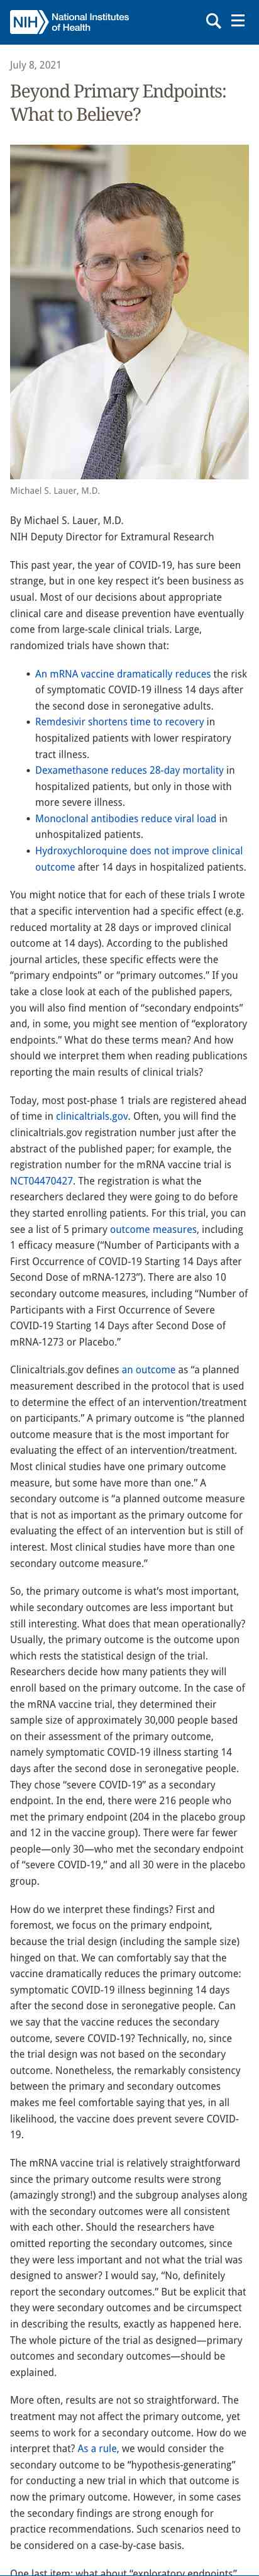 NIH National Institutes
of Health
July 8, 2021
Beyond Primary Endpoints:
What to Believe?
Michael S. Lauer, M.D.
By Michael S. Lauer, M.D.
NIH Deputy Director for Extramural Research
This past year, the year of COVID-19, has sure been
strange, but in one key respect it’s been business as
usual. Most of our decisions about appropriate
clinical care and disease prevention have eventually
come from large-scale clinical trials. Large,
randomized trials have shown that:
• An mRNA vaccine dramatically reduces the risk
of symptomatic COVID-19 illness 14 days after
the second dose in seronegative adults.
• Remdesivir shortens time to recovery in
hospitalized patients with lower respiratory
tract illness.
• Dexamethasone reduces 28-day mortality in
hospitalized patients, but only in those with
more severe illness.
• Monoclonal antibodies reduce viral load in
unhospitalized patients.
• Hydroxychloroquine does not improve clinical
outcome after 14 days in hospitalized patients.
You might notice that for each of these trials I wrote
that a specific intervention had a specific effect (e.g.
reduced mortality at 28 days or improved clinical
outcome at 14 days). According to the published
journal articles, these specific effects were the
“primary endpoints” or “primary outcomes.” If you
take a close look at each of the published papers,
you will also find mention of “secondary endpoints”
and, in some, you might see mention of “exploratory
endpoints.” What do these terms mean? And how
should we interpret them when reading publications
reporting the main results of clinical trials?
Today, most post-phase 1 trials are registered ahead
of time in clinicaltrials.gov. Often, you will find the
clinicaltrials.gov registration number just after the
abstract of the published paper; for example, the
registration number for the mRNA vaccine trial is
NCT04470427. The registration is what the
researchers declared they were going to do before
they started enrolling patients. For this trial, you can
see a list of 5 primary outcome measures, including
1 efficacy measure (“Number of Participants with a
First Occurrence of COVID-19 Starting 14 Days after
Second Dose of mRNA-1273”). There are also 10
secondary outcome measures, including “Number of
Participants with a First Occurrence of Severe
COVID-19 Starting 14 Days after Second Dose of
mRNA-1273 or Placebo.”
Clinicaltrials.gov defines an outcome as “a planned
measurement described in the protocol that is used
to determine the effect of an intervention/treatment
on participants.” A primary outcome is “the planned
outcome measure that is the most important for
evaluating the effect of an intervention/treatment.
Most clinical studies have one primary outcome
measure, but some have more than one.” A
secondary outcome is “a planned outcome measure
that is not as important as the primary outcome for
evaluating the effect of an intervention but is still of
interest. Most clinical studies have more than one
secondary outcome measure.”
So, the primary outcome is what’s most important,
while secondary outcomes are less important but
still interesting. What does that mean operationally?
Usually, the primary outcome is the outcome upon
which rests the statistical design of the trial.
Researchers decide how many patients they will
enroll based on the primary outcome. In the case of
the mRNA vaccine trial, they determined their
sample size of approximately 30,000 people based
on their assessment of the primary outcome,
namely symptomatic COVID-19 illness starting 14
days after the second dose in seronegative people.
They chose “severe COVID-19” as a secondary
endpoint. In the end, there were 216 people who
met the primary endpoint (204 in the placebo group
and 12 in the vaccine group). There were far fewer
people—only 30—who met the secondary endpoint
of “severe COVID-19,” and all 30 were in the placebo
group.
How do we interpret these findings? First and
foremost, we focus on the primary endpoint,
because the trial design (including the sample size)
hinged on that. We can comfortably say that the
vaccine dramatically reduces the primary outcome:
symptomatic COVID-19 illness beginning 14 days
after the second dose in seronegative people. Can
we say that the vaccine reduces the secondary
outcome, severe COVID-19? Technically, no, since
the trial design was not based on the secondary
outcome. Nonetheless, the remarkably consistency
between the primary and secondary outcomes
makes me feel comfortable saying that yes, in all
likelihood, the vaccine does prevent severe COVID-
19.
The mRNA vaccine trial is relatively straightforward
since the primary outcome results were strong
(amazingly strong!) and the subgroup analyses along
with the secondary outcomes were all consistent
with each other. Should the researchers have
omitted reporting the secondary outcomes, since
they were less important and not what the trial was
designed to answer? I would say, “No, definitely
report the secondary outcomes.” But be explicit that
they were secondary outcomes and be circumspect
in describing the results, exactly as happened here.
The whole picture of the trial as designed—primary
outcomes and secondary outcomes—should be
explained.
More often, results are not so straightforward. The
treatment may not affect the primary outcome, yet
seems to work for a secondary outcome. How do we
interpret that? As a rule, we would consider the
secondary outcome to be “hypothesis-generating”
for conducting a new trial in which that outcome is
now the primary outcome. However, in some cases
the secondary findings are strong enough for
practice recommendations. Such scenarios need to
be considered on a case-by-case basis.
One last item: what about “exploratory endpoints”